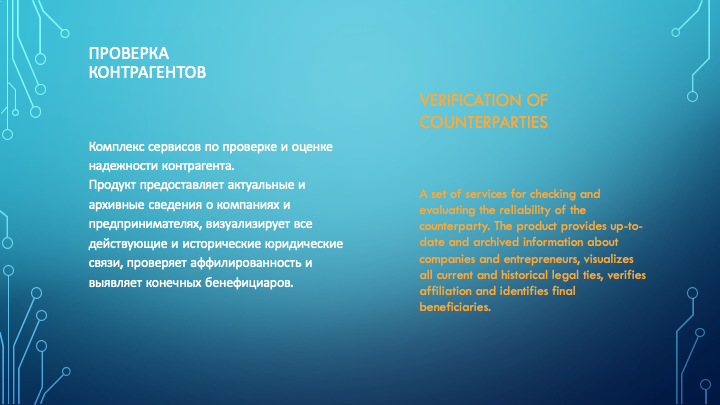 ПРОВЕРКА
КОНТРАГЕНТОВ
Комплекс сервисов по проверке и оценке
надежности контрагента.
Продукт предоставляет актуальные и
архивные сведения о компаниях и
предпринимателях, визуализирует все
действующие и исторические юридические
связи, проверяет аффилированность и
выявляет конечных бенефициаров.
VERIFICATION OF
COUNTERPARTIES
A set of services for checking and
evaluating the reliability of the
counterparty. The product provides up-to-
date and archived information about
companies and entrepreneurs, visualizes
all current and historical legal ties, verifies
affiliation and identifies final
beneficiaries.